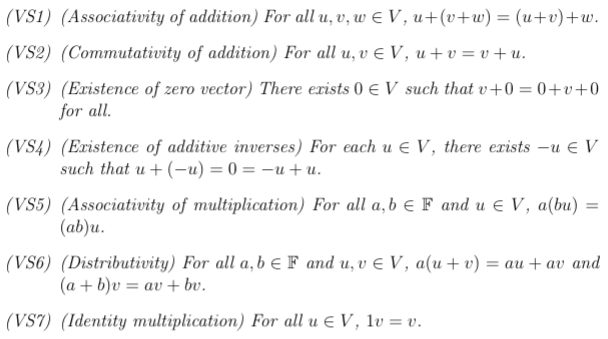 (VS1) (Associativity of addition) For all u, v, w ∈ V, u+(v+w) = (u+v)+w.
(VS2) (Commutativity of addition) For all u, v ∈ V, u + v = v + u.
(VS3) (Existence of zero vector) There exists 0 ∈ V such that v+0 = 0+v+0
for all.
(VS4) (Existence of additive inverses) For each u ∈ V, there exists −u ∈ V
such that u + (−u) = 0 = −u + u.
(VS5) (Associativity of multiplication) For all a, b ∈ 𝔽 and u ∈ V, a(bu) =
(ab)u.
(VS6) (Distributivity) For all a, b ∈ 𝔽 and u, v ∈ V, a(u + v) = au + av and
(a + b)v = av + bv.
(VS7) (Identity multiplication) For all u ∈ V, 1v = v.